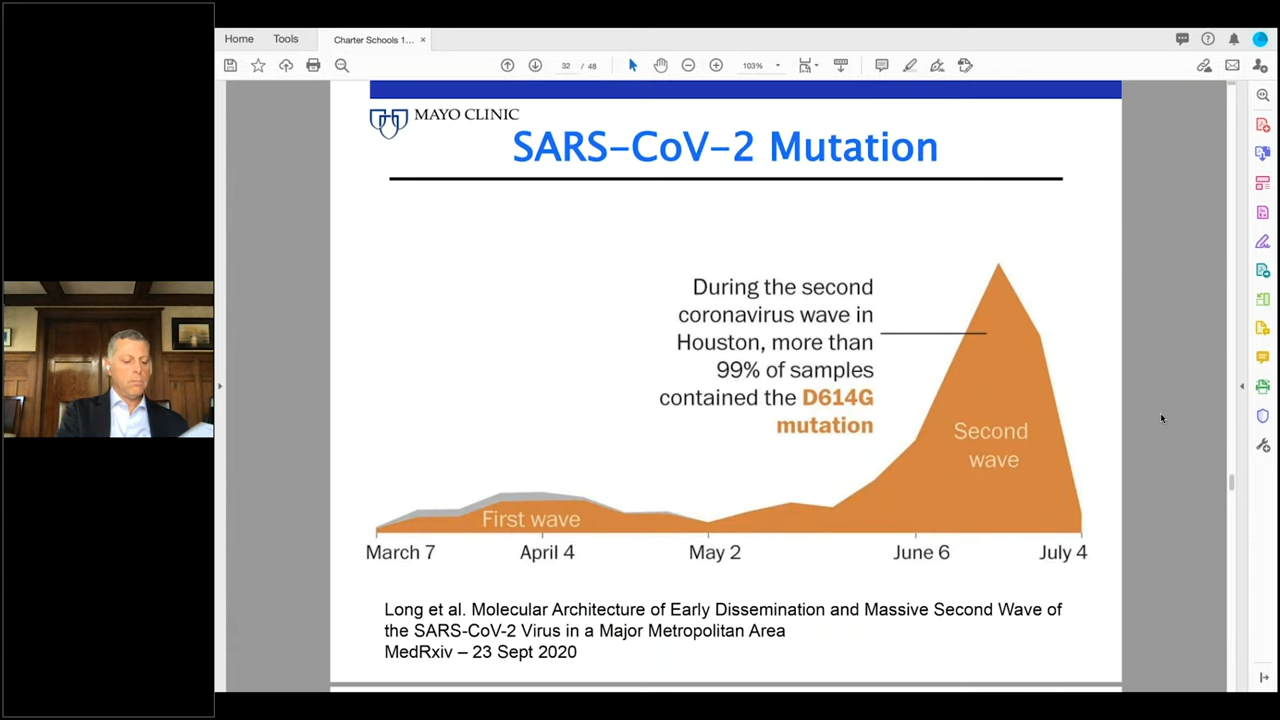 Home
Tools
Charter Schools 1...
32 / 48
103%
MAYO CLINIC
SARS-CoV-2 Mutation
During the second
coronavirus wave in
Houston, more than
99% of samples
contained the D614G
mutation
Second
wave
First wave
March 7
April 4
May 2
June 6
July 4
Long et al. Molecular Architecture of Early Dissemination and Massive Second Wave of
the SARS-CoV-2 Virus in a Major Metropolitan Area
MedRxiv – 23 Sept 2020